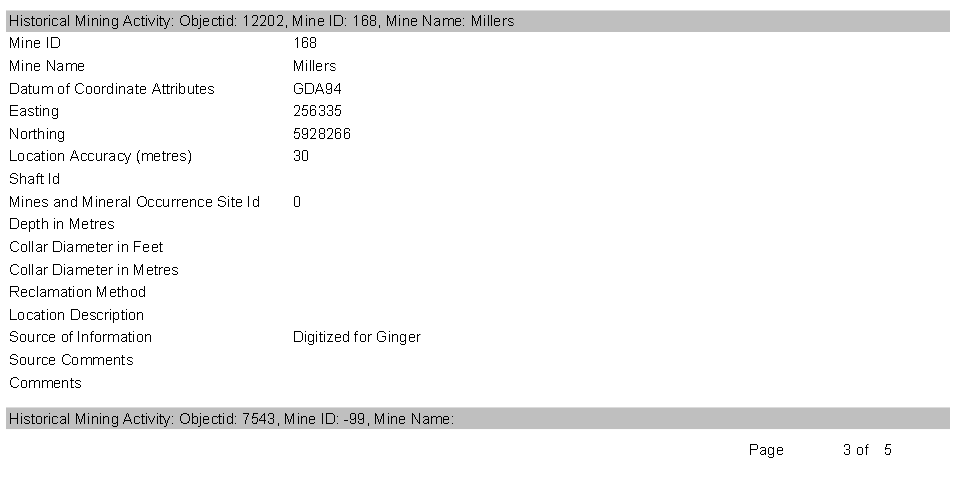 Historical Mining Activity: Objectid: 12202, Mine ID: 168, Mine Name: Millers
Mine ID 168
Mine Name Millers
Datum of Coordinate Attributes GDA94
Easting 256335
Northing 5928266
Location Accuracy (metres) 30
Shaft Id
Mines and Mineral Occurrence Site Id 0
Depth in Metres
Collar Diameter in Feet
Collar Diameter in Metres
Reclamation Method
Location Description
Source of Information Digitized for Ginger
Source Comments
Comments
Historical Mining Activity: Objectid: 7543, Mine ID: -99, Mine Name:
Page 3 of 5